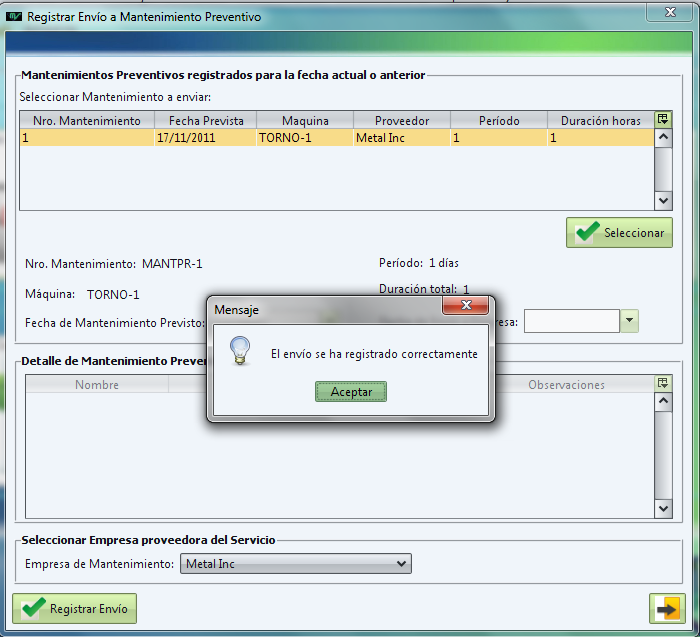 Registrar Envío a Mantenimiento Preventivo
Mantenimientos Preventivos registrados para la fecha actual o anterior
Seleccionar Mantenimiento a enviar:
Nro. Mantenimiento Fecha Prevista Maquina Proveedor Período Duración horas
1 17/11/2011 TORNO-1 Metal Inc 1 1
Seleccionar
Nro. Mantenimiento: MANTPR-1 Período: 1 días
Máquina: TORNO-1 Duración total: 1
Fecha de Mantenimiento Previsto:
Mensaje
El envío se ha registrado correctamente
Aceptar
Detalle de Mantenimiento
Nombre Observaciones
Seleccionar Empresa proveedora del Servicio
Empresa de Mantenimiento: Metal Inc
Registrar Envío